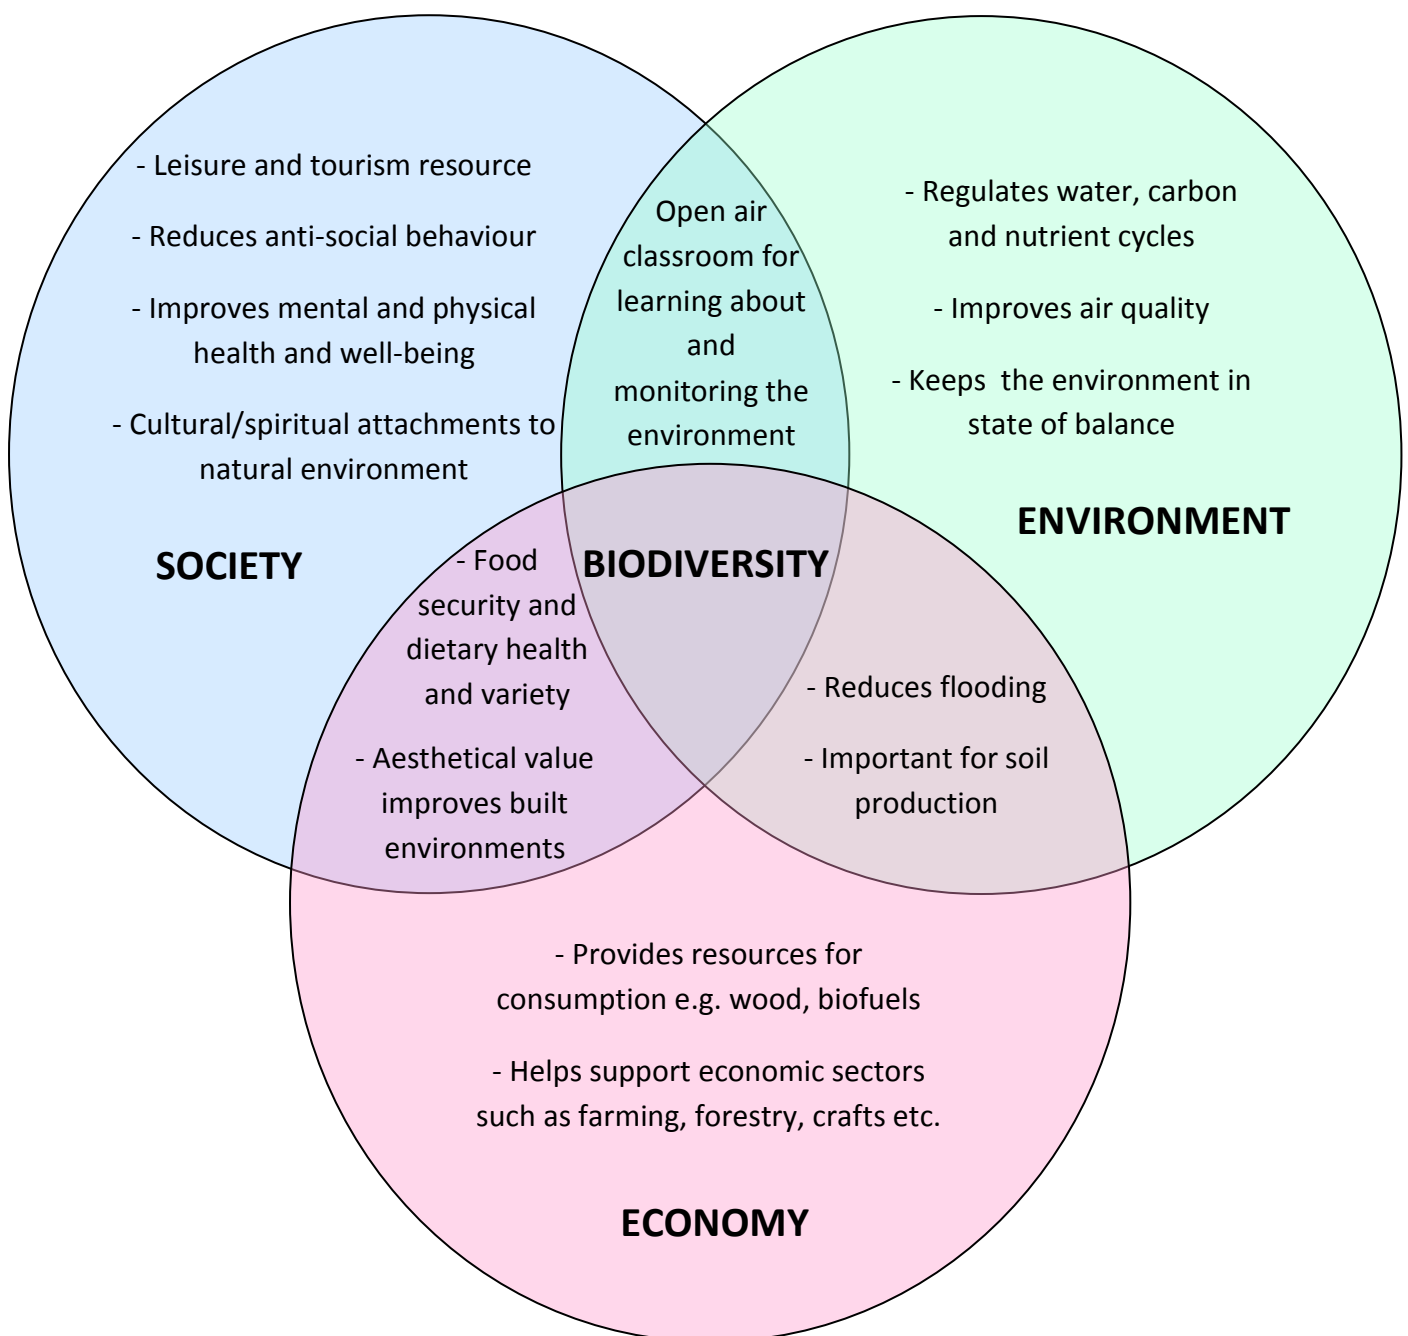 - Leisure and tourism resource
- Reduces anti-social behaviour
- Improves mental and physical
health and well-being
- Cultural/spiritual attachments to
natural environment
SOCIETY
Open air
classroom for
learning about
and
monitoring the
environment
- Regulates water, carbon
and nutrient cycles
- Improves air quality
- Keeps  the environment in
state of balance
ENVIRONMENT
- Food
security and
dietary health
and variety
- Aesthetical value
improves built
environments
BIODIVERSITY
- Reduces flooding
- Important for soil
production
- Provides resources for
consumption e.g. wood, biofuels
- Helps support economic sectors
such as farming, forestry, crafts etc.
ECONOMY